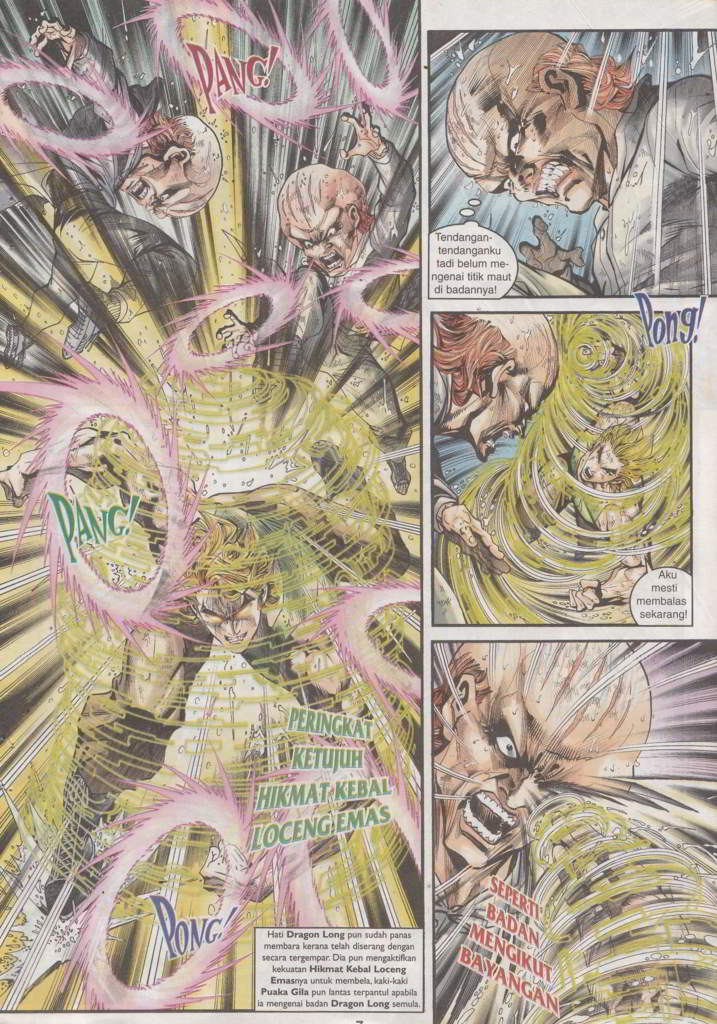 PANG!
PANG!
PERINGKAT
KETUJUH
HIKMAT KEBAL
LOCENG EMAS
PONG!
Hati Dragon Long pun sudah panas
membara kerana telah diserang dengan
secara tergempar. Dia pun mengaktifkan
kekuatan Hikmat Kebal Loceng
Emasnya untuk membela, kaki-kaki
Puaka Gila pun lantas terpantul apabila
ia mengenai badan Dragon Long semula.
Tendangan-
tendanganku
tadi belum me-
ngenai titik maut
di badannya!
Pong!
Aku
mesti
membalas
sekarang!
SEPERTI
BADAN
MENGIKUT
BAYANGAN